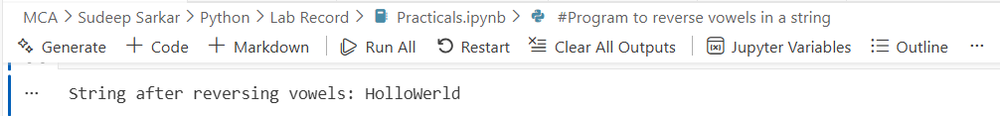 MCA > Sudeep Sarkar > Python > Lab Record > Practicals.ipynb > #Program to reverse vowels in a string
Generate + Code + Markdown Run All Restart Clear All Outputs Jupyter Variables Outline ...
... String after reversing vowels: HolloWerld